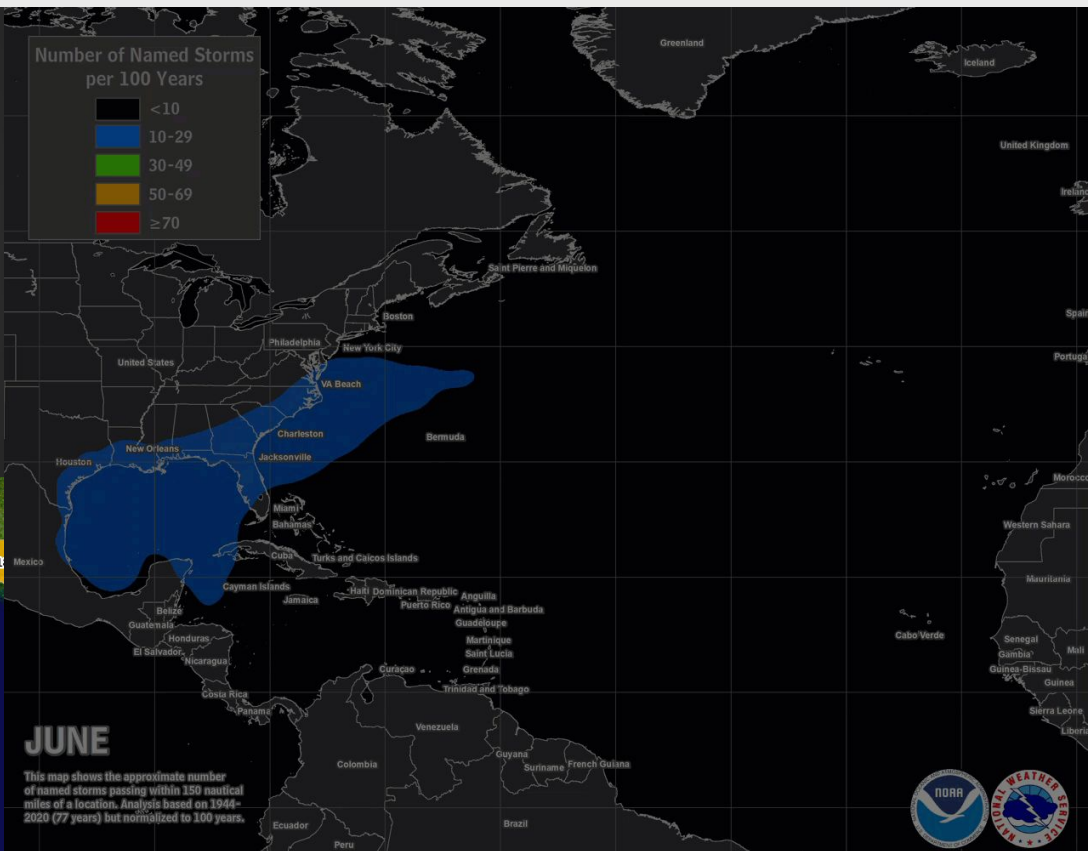 Number of Named Storms
per 100 Years
<10
10-29
30-49
50-69
≥70
Greenland
Iceland
United Kingdom
Ireland
Saint Pierre and Miquelon
Boston
Philadelphia
New York City
United States
VA Beach
Charleston
Bermuda
New Orleans
Houston
Jacksonville
Miami
Bahamas
Mexico
Cuba
Turks and Caicos Islands
Cayman Islands
Jamaica
Haiti
Dominican Republic
Puerto Rico
Anguilla
Antigua and Barbuda
Guadeloupe
Martinique
Saint Lucia
Grenada
Trinidad and Tobago
Curaçao
Belize
Guatemala
Honduras
El Salvador
Nicaragua
Costa Rica
Panama
Venezuela
Colombia
Guyana
Suriname
French Guiana
Ecuador
Brazil
Peru
Spain
Portuga
Morocco
Western Sahara
Mauritania
Cabo Verde
Senegal
Gambia
Mali
Guinea-Bissau
Guinea
Sierra Leone
Liberia
JUNE
This map shows the approximate number
of named storms passing within 150 nautical
miles of a location. Analysis based on 1944-
2020 (77 years) but normalized to 100 years.
NOAA
NATIONAL WEATHER SERVICE